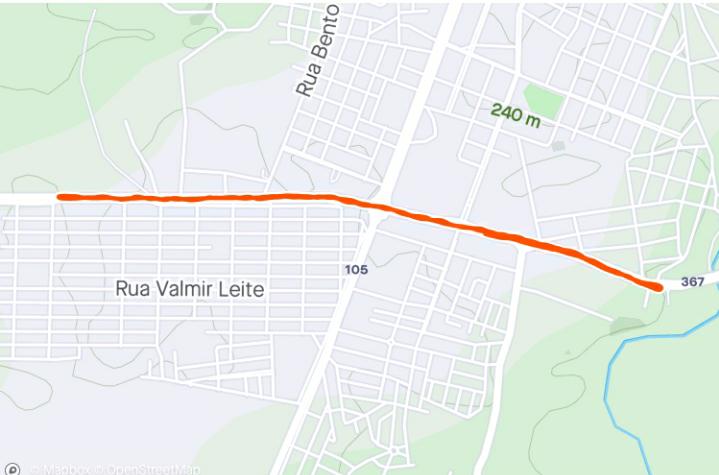 Rua Bento
240 m
105
367
Rua Valmir Leite
© Mapbox © OpenStreetMap